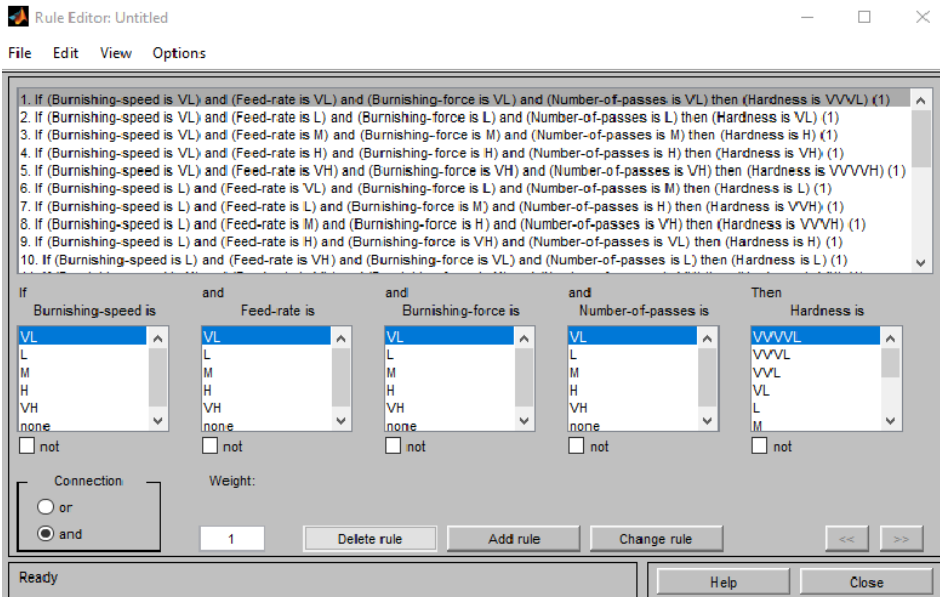 Rule Editor: Untitled
File Edit View Options
1. If (Burnishing-speed is VL) and (Feed-rate is VL) and (Burnishing-force is VL) and (Number-of-passes is VL) then (Hardness is VVVVL) (1)
2. If (Burnishing-speed is VL) and (Feed-rate is L) and (Burnishing-force is L) and (Number-of-passes is L) then (Hardness is VL) (1)
3. If (Burnishing-speed is VL) and (Feed-rate is M) and (Burnishing-force is M) and (Number-of-passes is M) then (Hardness is H) (1)
4. If (Burnishing-speed is VL) and (Feed-rate is H) and (Burnishing-force is H) and (Number-of-passes is H) then (Hardness is VH) (1)
5. If (Burnishing-speed is VL) and (Feed-rate is VH) and (Burnishing-force is VH) and (Number-of-passes is VH) then (Hardness is VVVVH) (1)
6. If (Burnishing-speed is L) and (Feed-rate is VL) and (Burnishing-force is L) and (Number-of-passes is M) then (Hardness is L) (1)
7. If (Burnishing-speed is L) and (Feed-rate is L) and (Burnishing-force is M) and (Number-of-passes is H) then (Hardness is VVH) (1)
8. If (Burnishing-speed is L) and (Feed-rate is M) and (Burnishing-force is H) and (Number-of-passes is VH) then (Hardness is VVVH) (1)
9. If (Burnishing-speed is L) and (Feed-rate is H) and (Burnishing-force is VH) and (Number-of-passes is VL) then (Hardness is H) (1)
10. If (Burnishing-speed is L) and (Feed-rate is VH) and (Burnishing-force is VL) and (Number-of-passes is L) then (Hardness is L) (1)
If and and and Then
Burnishing-speed is Feed-rate is Burnishing-force is Number-of-passes is Hardness is
VL VL VL VL VVVVL
L L L L VVVL
M M M M VVL
H H H H VL
VH VH VH VH L
none none none none M
not not not not not
Connection Weight:
or
and 1 Delete rule Add rule Change rule << >>
Ready Help Close